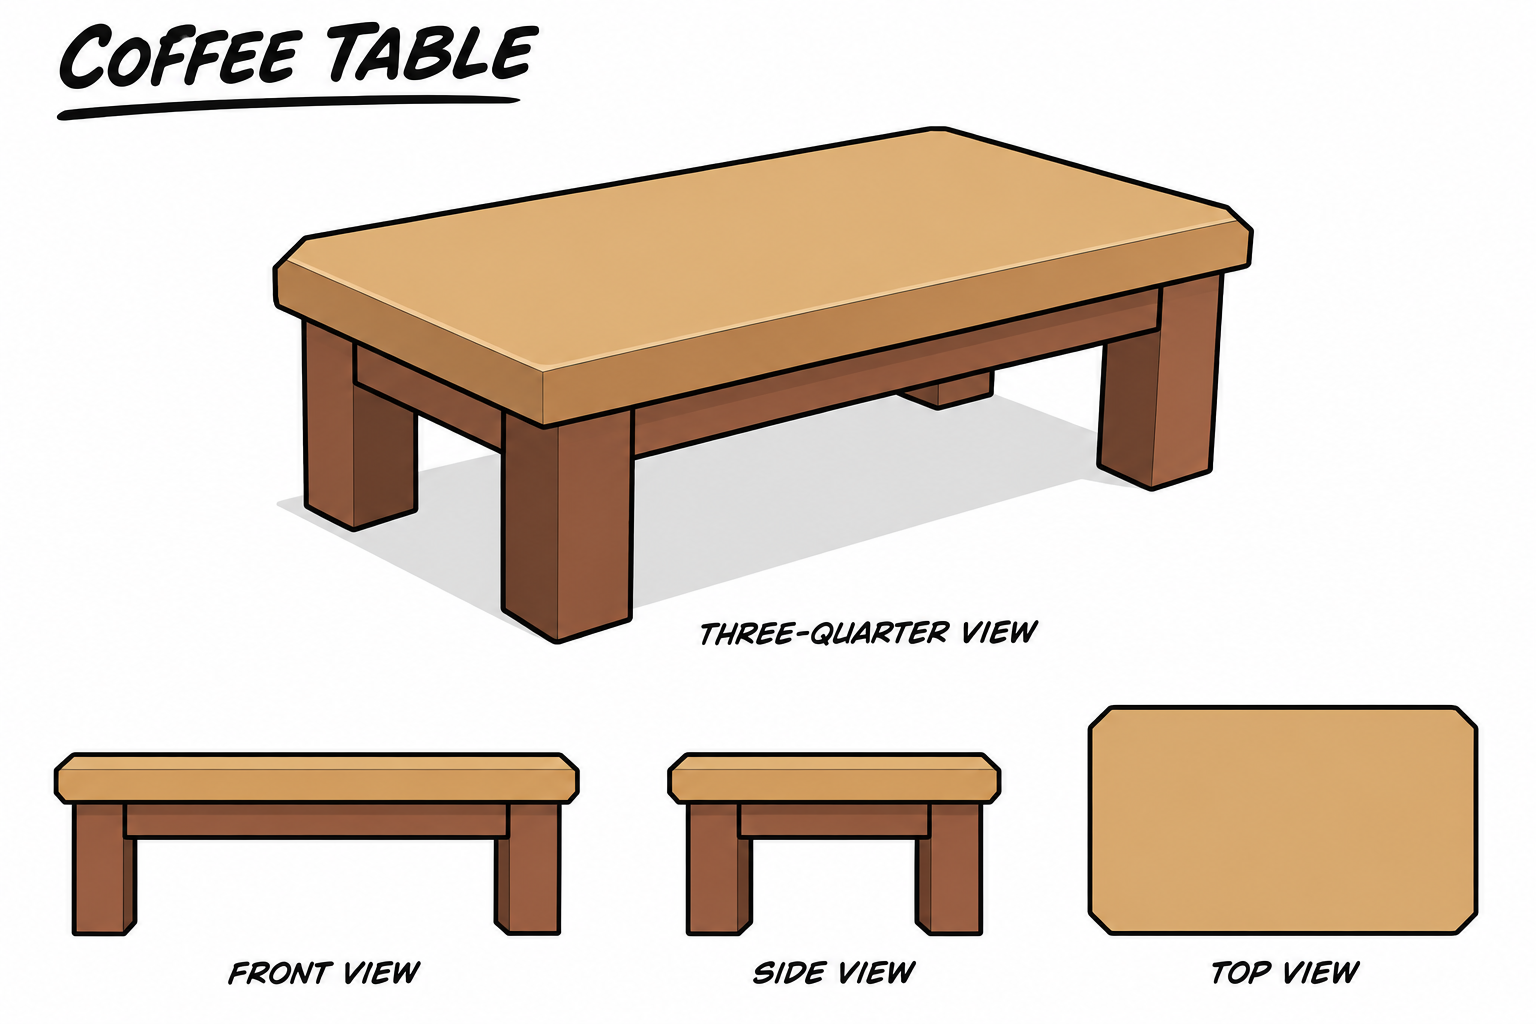 COFFEE TABLE
THREE-QUARTER VIEW
FRONT VIEW
SIDE VIEW
TOP VIEW